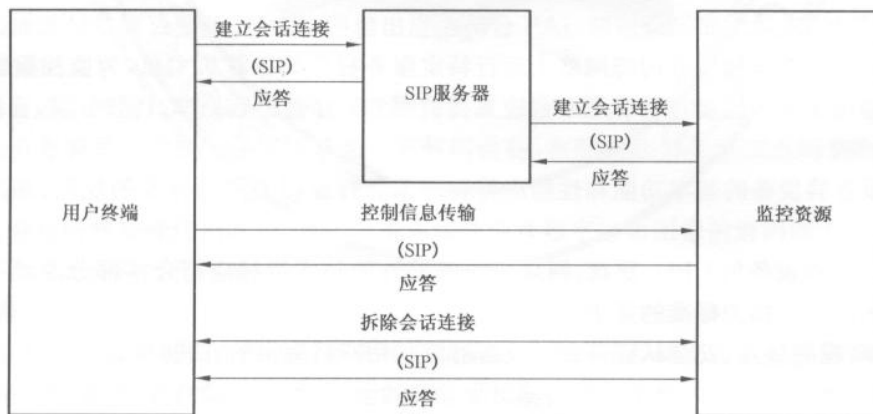 建立会话连接
(SIP)
应答
SIP服务器
建立会话连接
(SIP)
应答
用户终端
控制信息传输
监控资源
(SIP)
应答
拆除会话连接
(SIP)
应答